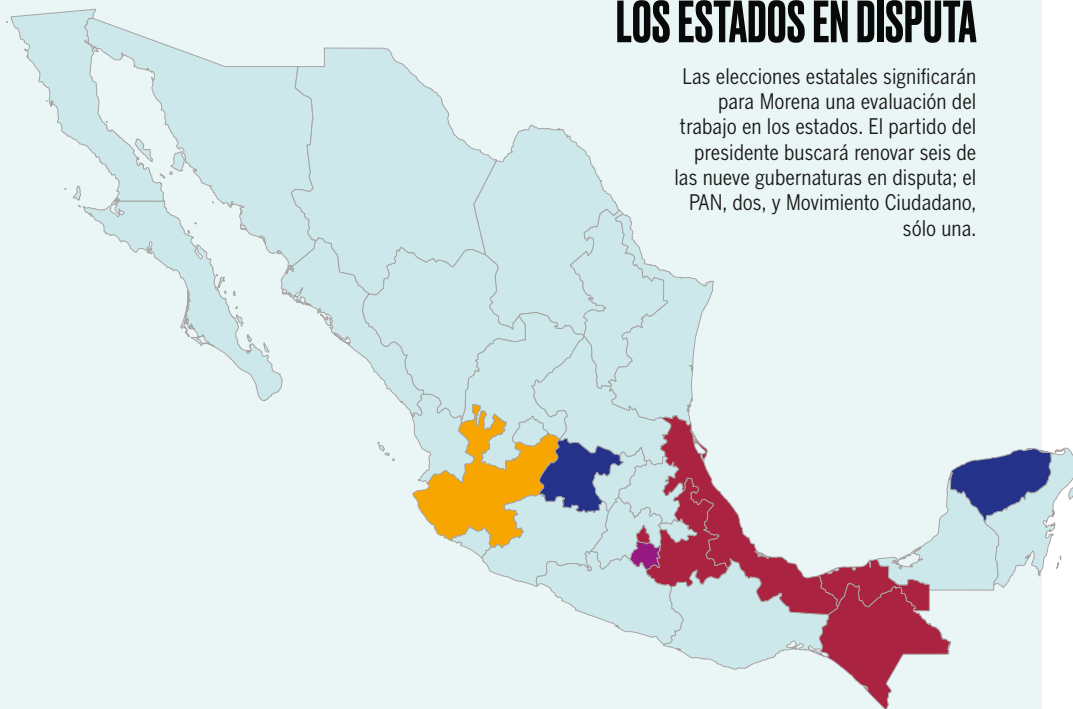 LOS ESTADOS EN DISPUTA
Las elecciones estatales significarán
para Morena una evaluación del
trabajo en los estados. El partido del
presidente buscará renovar seis de
las nueve gubernaturas en disputa; el
PAN, dos, y Movimiento Ciudadano,
sólo una.